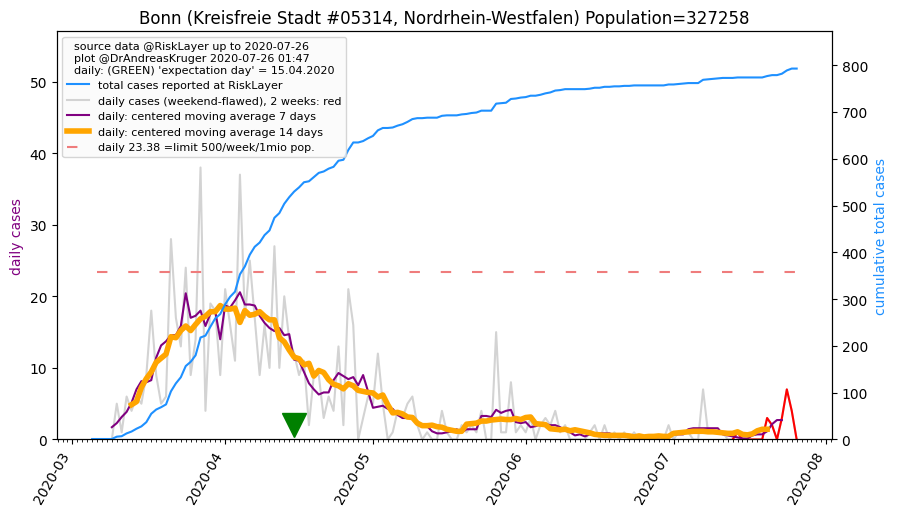 Bonn (Kreisfreie Stadt #05314, Nordrhein-Westfalen) Population=327258
source data @RiskLayer up to 2020-07-26
plot @DrAndreasKruger 2020-07-26 01:47
daily: (GREEN) 'expectation day' = 15.04.2020
total cases reported at RiskLayer
daily cases (weekend-flawed), 2 weeks: red
daily: centered moving average 7 days
daily: centered moving average 14 days
daily 23.38 =limit 500/week/1mio pop.
daily cases
50
40
30
20
10
0
cumulative total cases
800
700
600
500
400
300
200
100
0
2020-03
2020-04
2020-05
2020-06
2020-07
2020-08